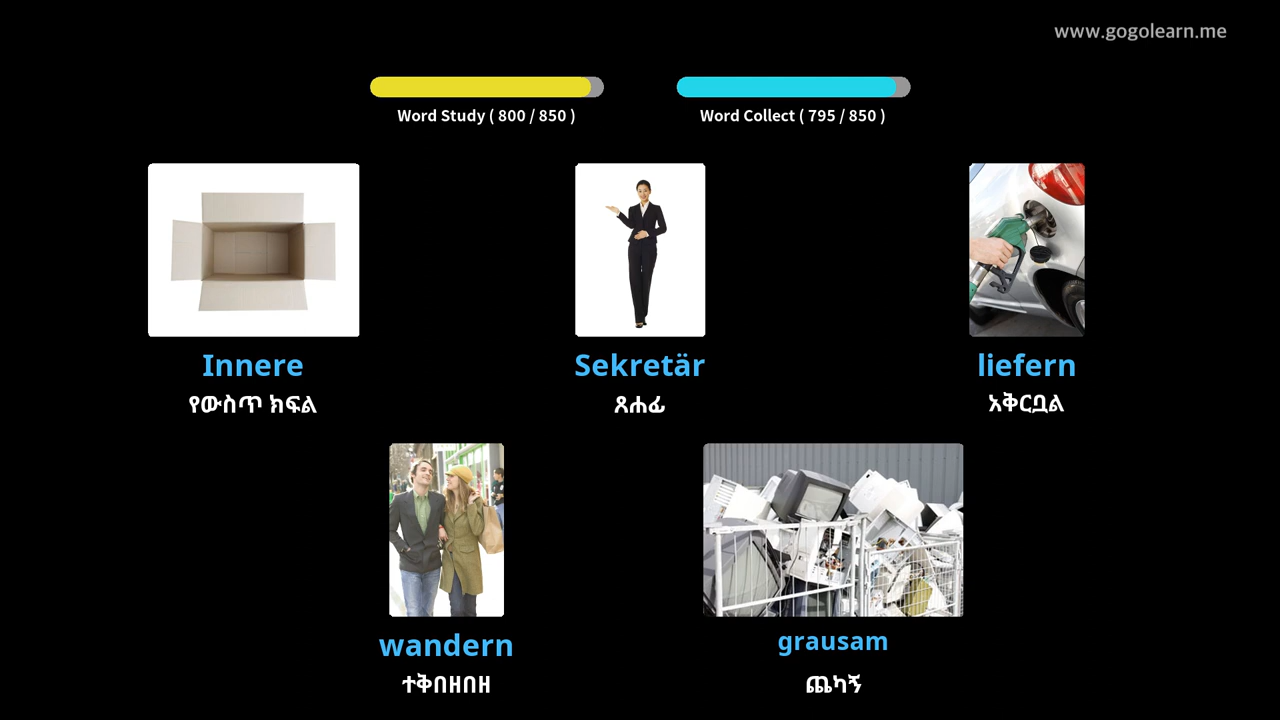 www.gogolearn.me
Word Study ( 800 / 850 )
Word Collect ( 795 / 850 )
Innere
የውስጥ ክፍል
Sekretär
ጸሐፊ
liefern
አቅርቧል
wandern
ተቅበዘበዘ
grausam
ጨካኝ